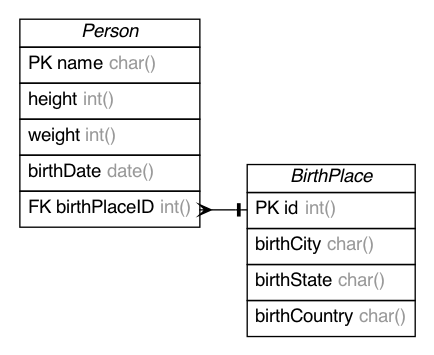 Person
PK name char()
height int()
weight int()
birthDate date()
FK birthPlaceID int()
BirthPlace
PK id int()
birthCity char()
birthState char()
birthCountry char()